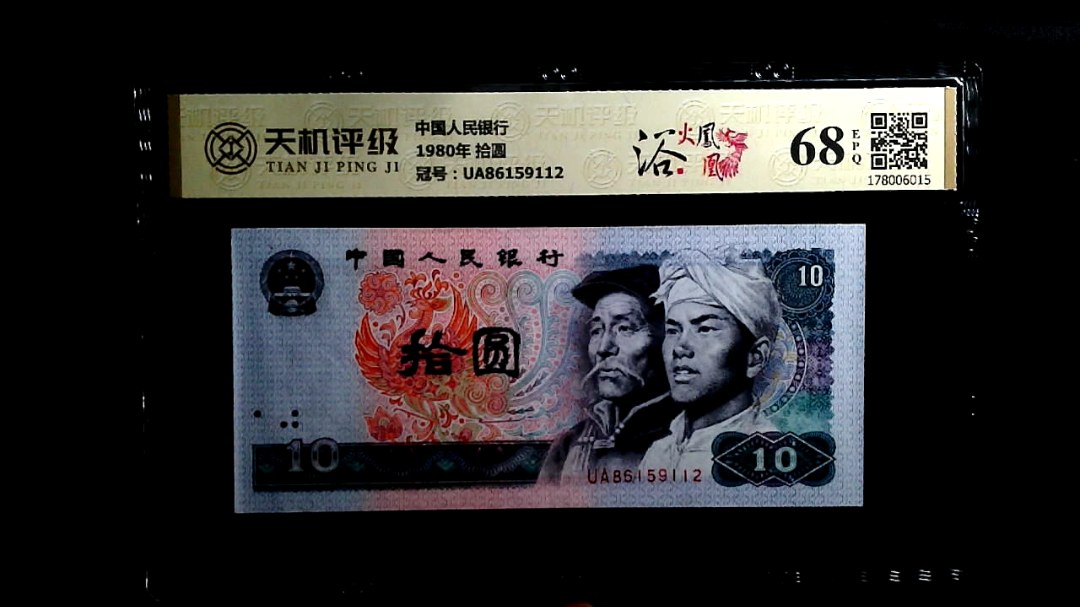 天机评级
TIAN JI PING JI
中国人民银行
1980年 拾圆
冠号：UA86159112
浴火凤凰
68
EPQ
178006015
中国人民银行
10
拾圆
10
UA86159112
10